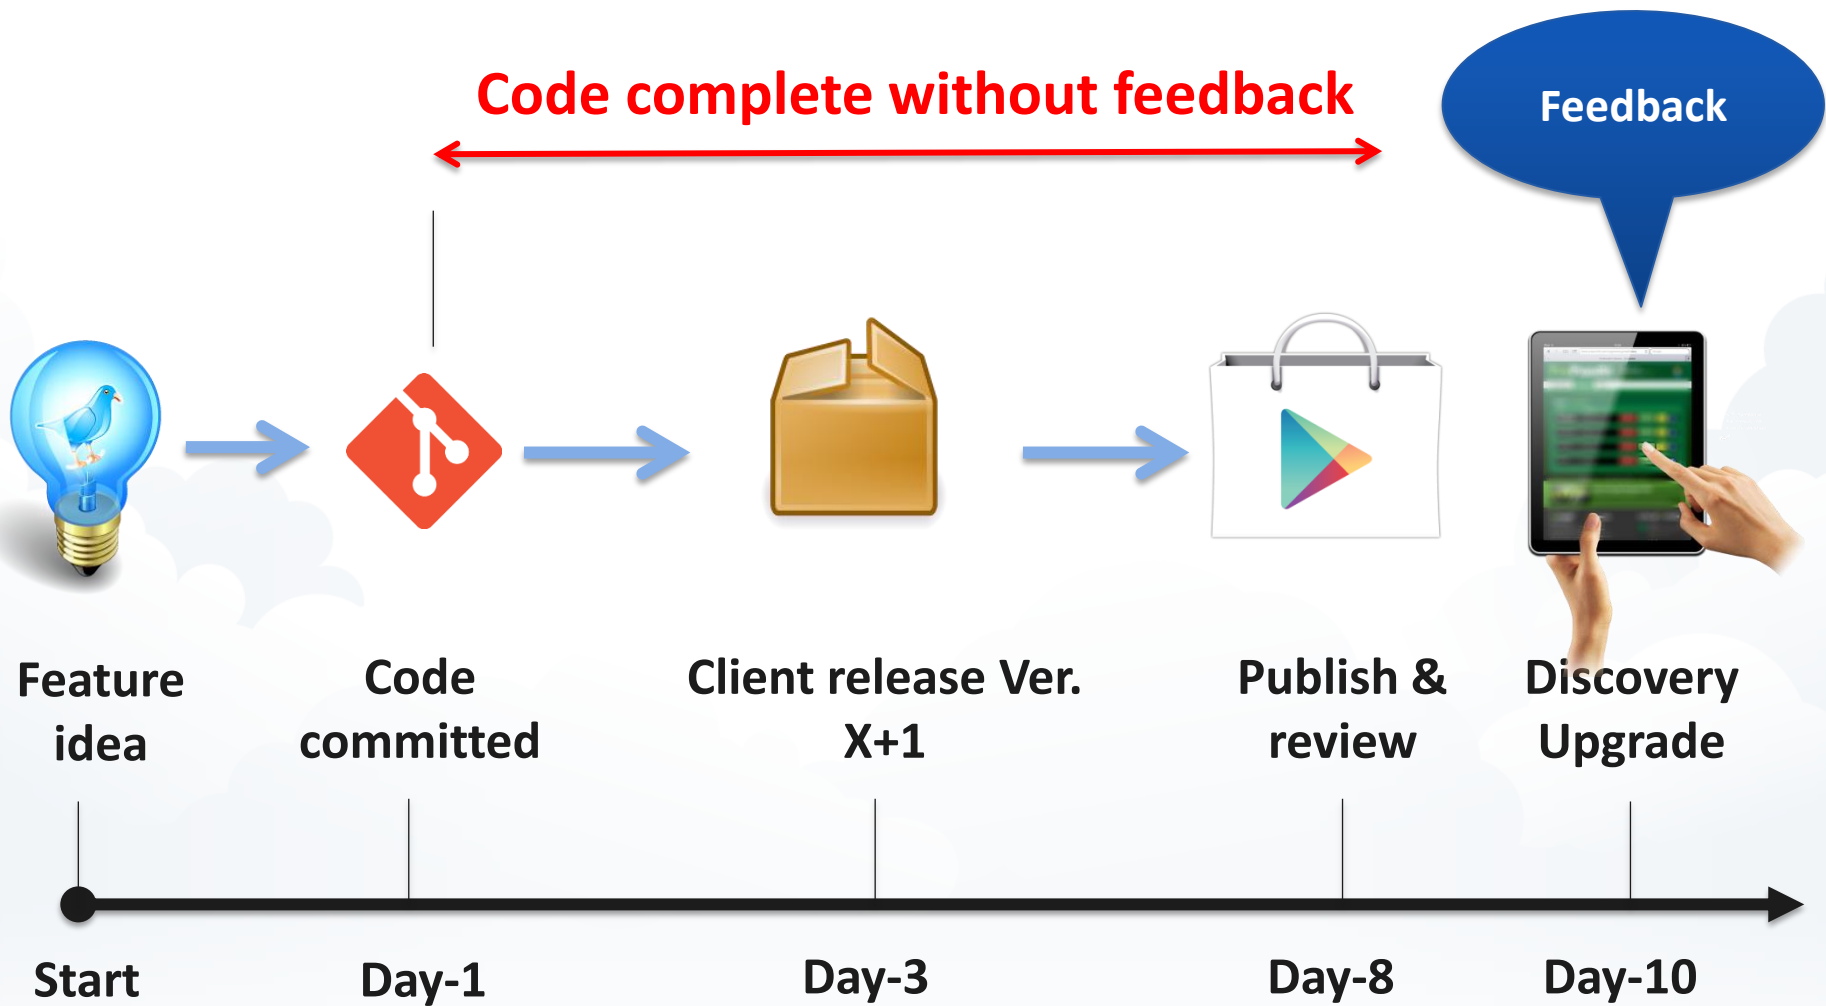 Code complete without feedback
Feedback
Feature
idea
Code
committed
Client release Ver.
X+1
Publish &
review
Discovery
Upgrade
Start
Day-1
Day-3
Day-8
Day-10